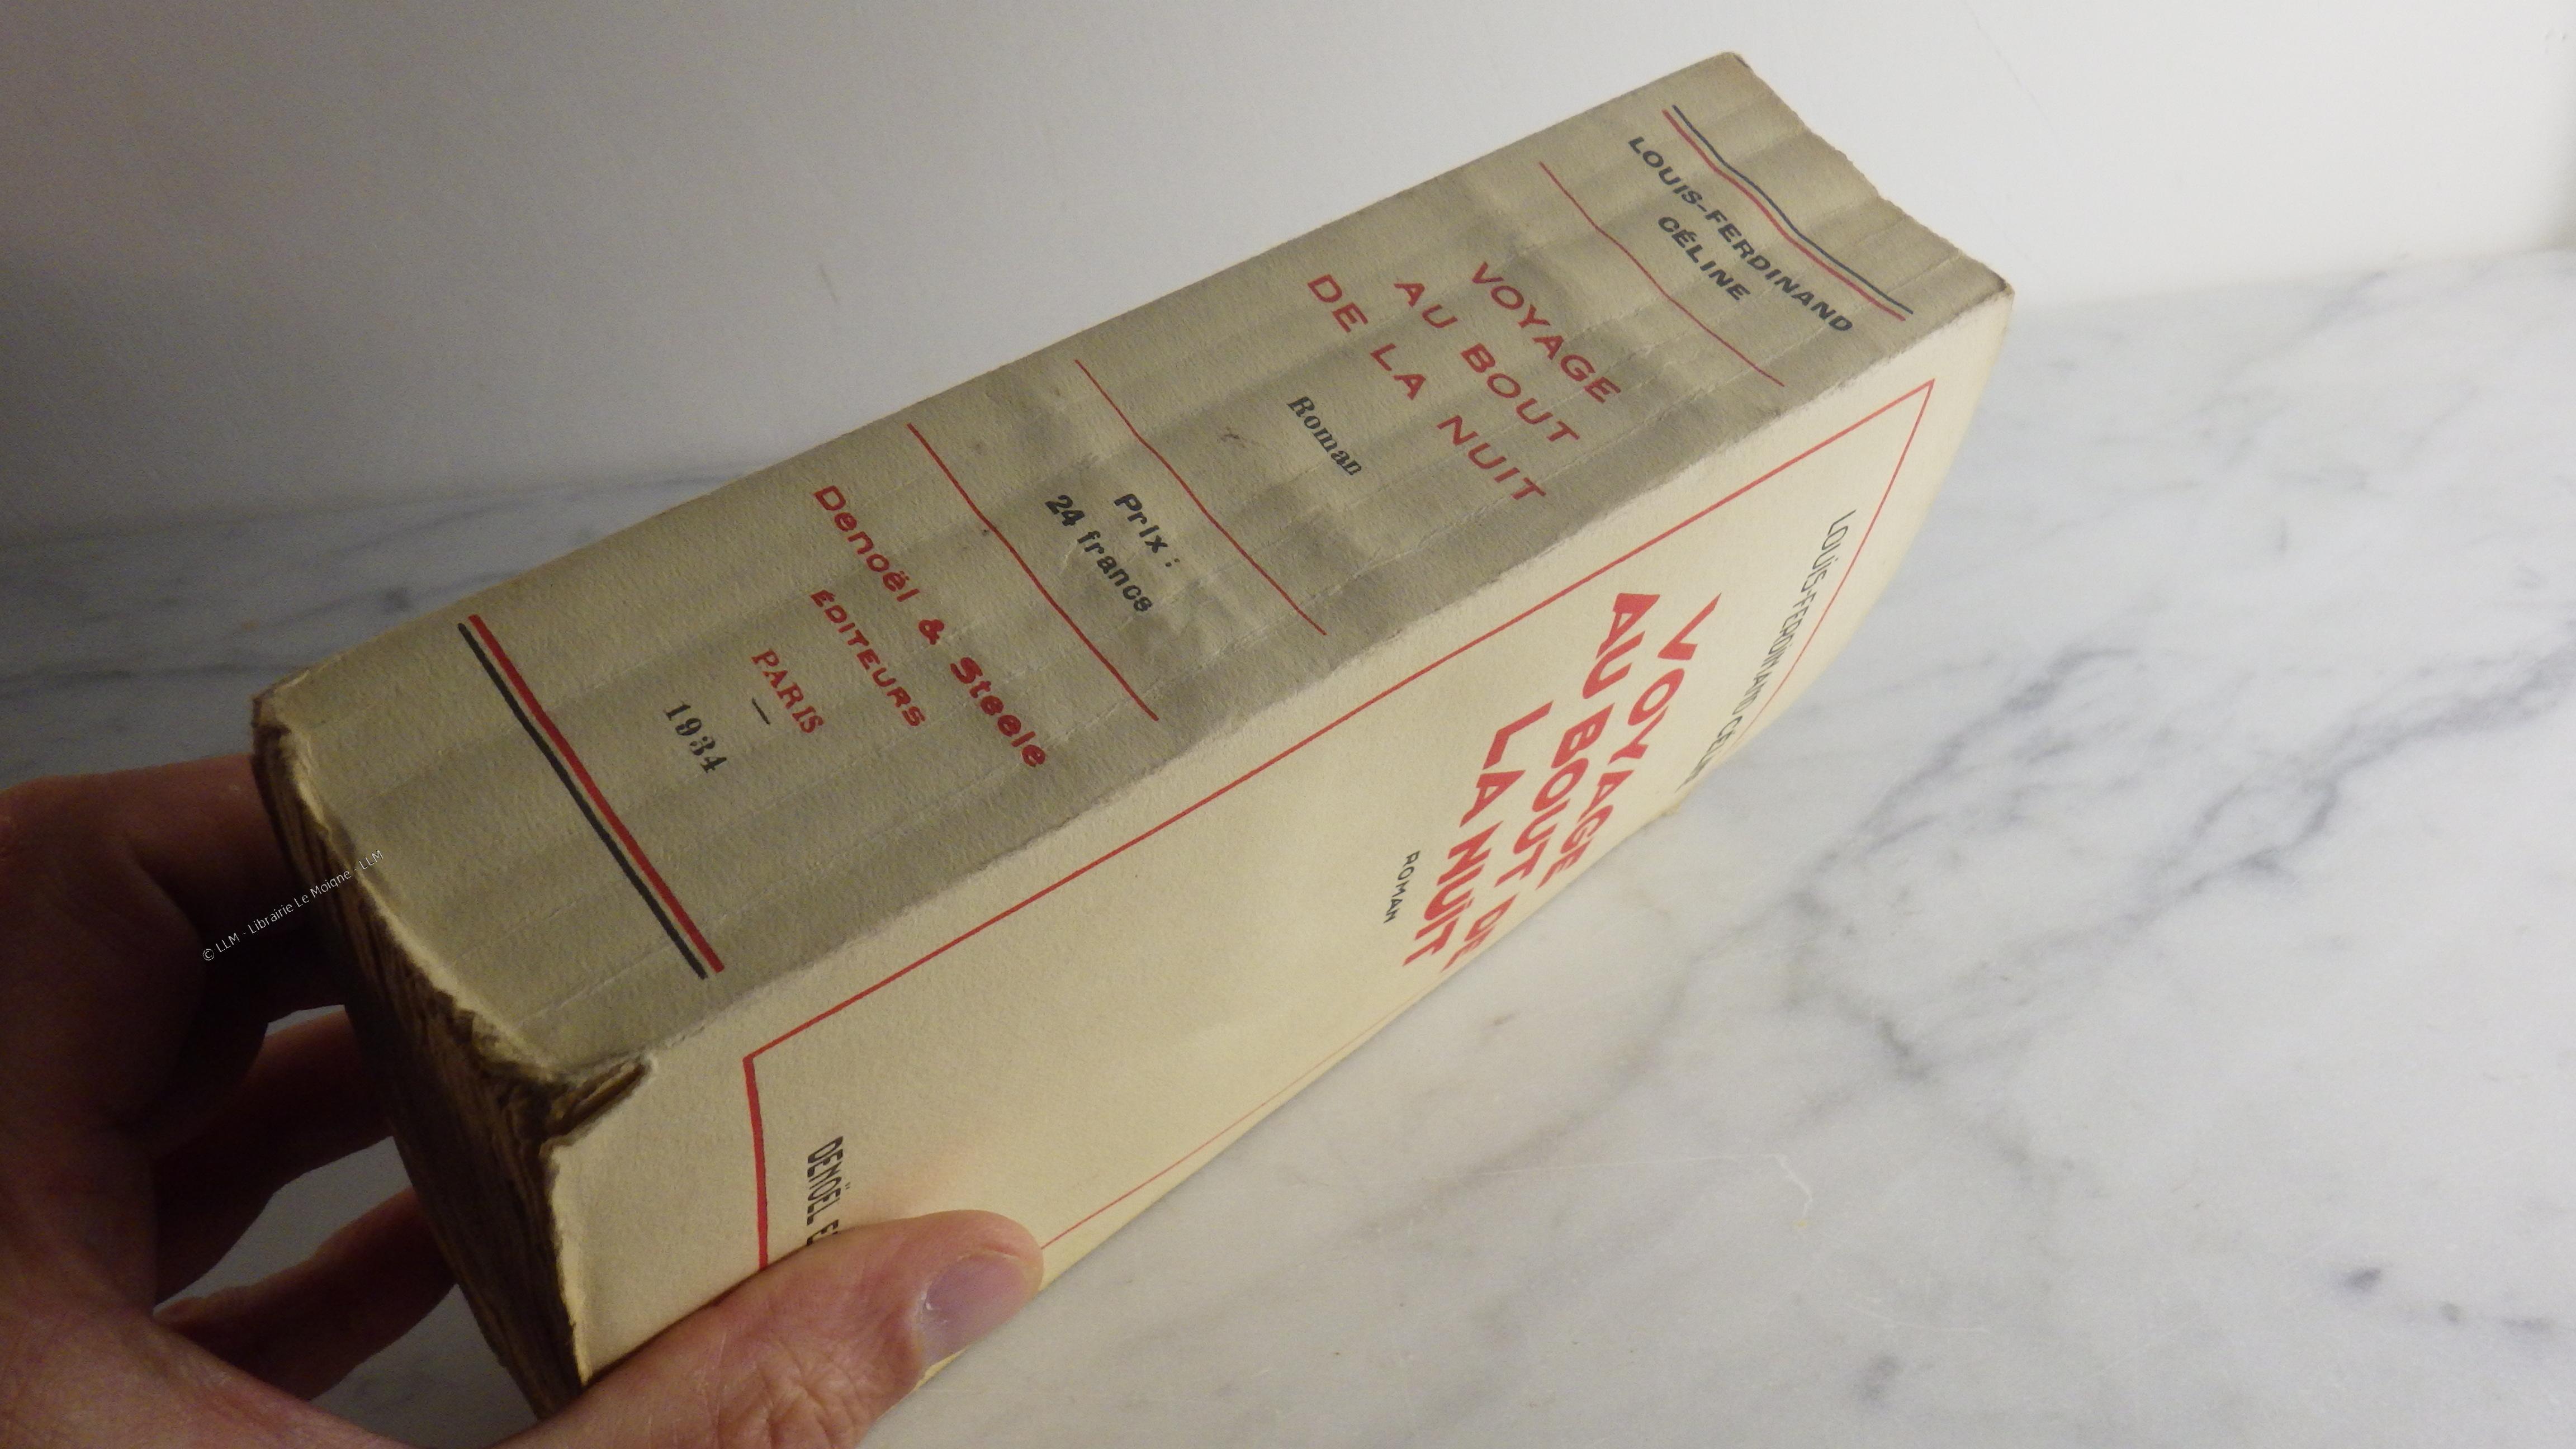 LOUIS-FERDINAND
CÉLINE
VOYAGE
AU BOUT
DE LA NUIT
Roman
Prix :
24 francs
Denoël & Steele
ÉDITEURS
PARIS
—
1934
LOUIS-FERDINAND CÉLINE
VOYAGE
AU BOUT DE
LA NUIT
ROMAN
DENOËL E
© LLM - Librairie Le Moigne - LLM